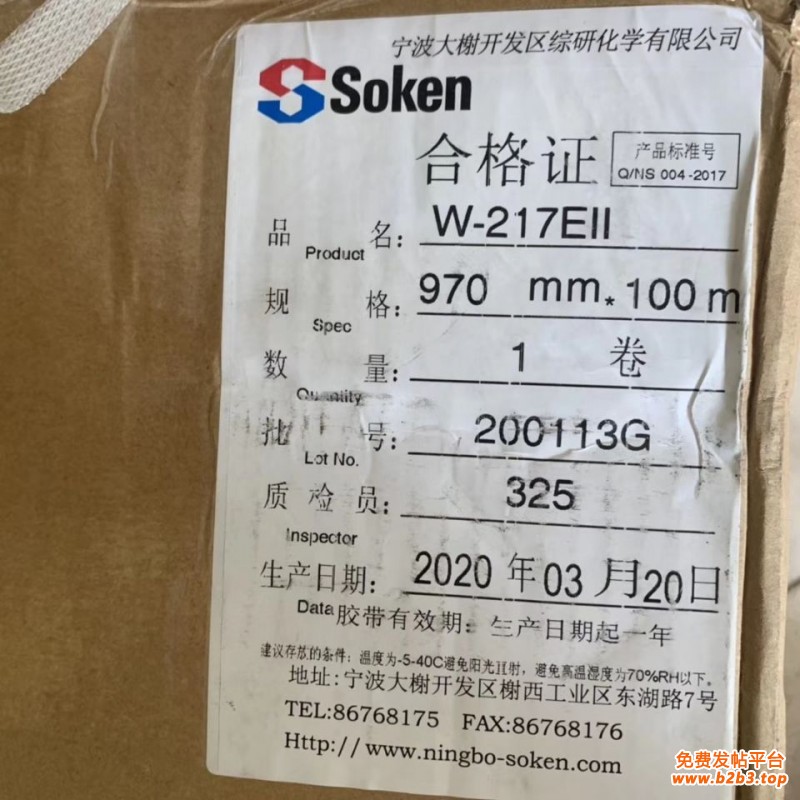 宁波大榭开发区综研化学有限公司
Soken
合格证
产品标准号
Q/NS 004-2017
品 名: W-217EII
Product
规 格: 970 mm*100 m
Spec
数 量: 1 卷
Quantity
批 号: 200113G
Lot No.
质 检 员: 325
Inspector
生产日期: 2020 年 03 月 20 日
Data 胶带有效期: 生产日期起一年
建议存放的条件: 温度为-5-40C避免阳光直射, 避免高温湿度为70%RH以下。
地址: 宁波大榭开发区榭西工业区东湖路7号
TEL:86768175 FAX:86768176
Http://www.ningbo-soken.com
免费发帖平台
www.b2b3.top